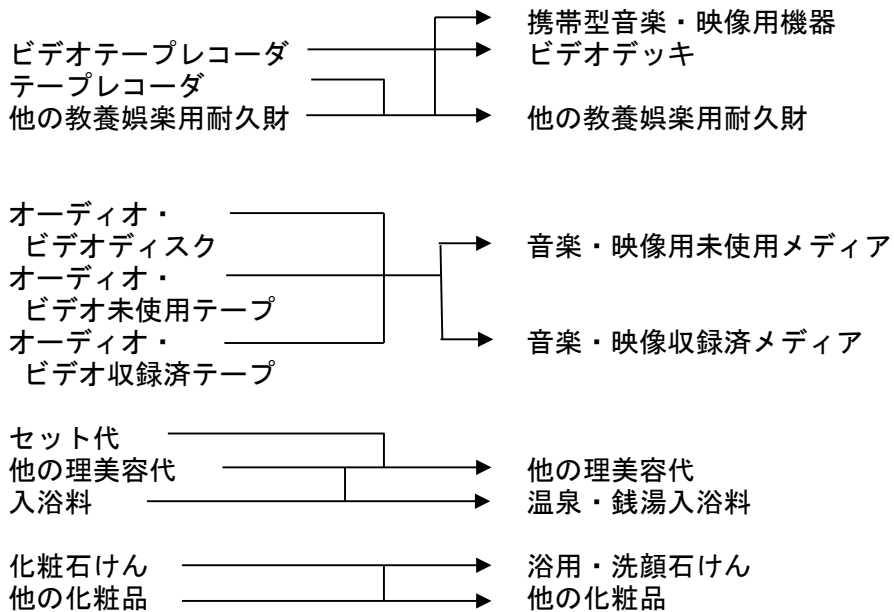 携帯型音楽・映像用機器
ビデオテープレコーダ
ビデオデッキ
テープレコーダ
他の教養娯楽用耐久財
他の教養娯楽用耐久財
オーディオ・
ビデオディスク
音楽・映像用未使用メディア
オーディオ・
ビデオ未使用テープ
オーディオ・
ビデオ収録済テープ
音楽・映像収録済メディア
セット代
他の理美容代
他の理美容代
入浴料
温泉・銭湯入浴料
化粧石けん
浴用・洗顔石けん
他の化粧品
他の化粧品